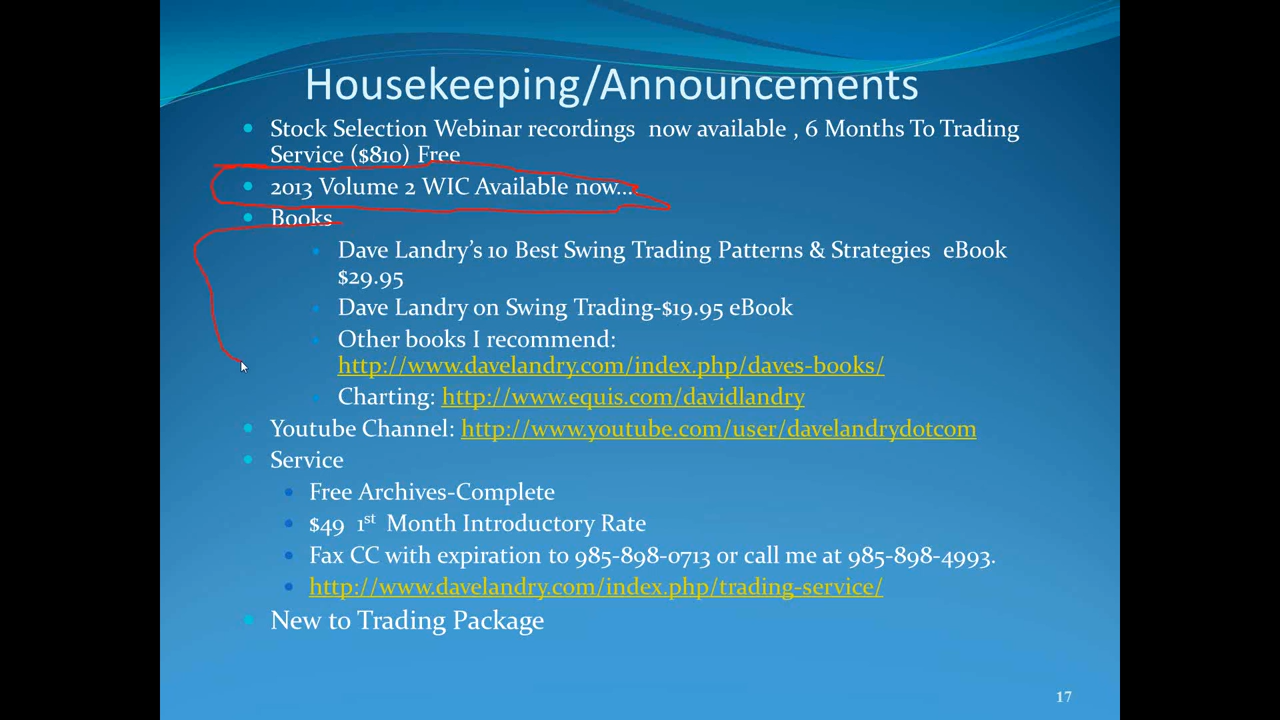 Housekeeping/Announcements
Stock Selection Webinar recordings now available , 6 Months To Trading
Service ($810) Free
2013 Volume 2 WIC Available now...
Books
Dave Landry's 10 Best Swing Trading Patterns & Strategies eBook
$29.95
Dave Landry on Swing Trading-$19.95 eBook
Other books I recommend:
http://www.davelandry.com/index.php/daves-books/
Charting: http://www.equis.com/davidlandry
Youtube Channel: http://www.youtube.com/user/davelandrydotcom
Service
Free Archives-Complete
$49 1st Month Introductory Rate
Fax CC with expiration to 985-898-0713 or call me at 985-898-4993.
http://www.davelandry.com/index.php/trading-service/
New to Trading Package
17